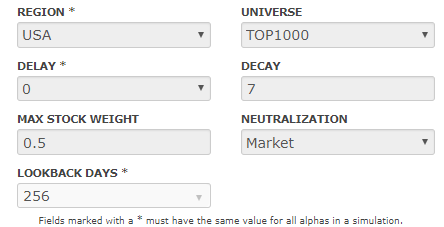 REGION * UNIVERSE
USA TOP1000
DELAY * DECAY
0 7
MAX STOCK WEIGHT NEUTRALIZATION
0.5 Market
LOOKBACK DAYS *
256
Fields marked with a * must have the same value for all alphas in a simulation.